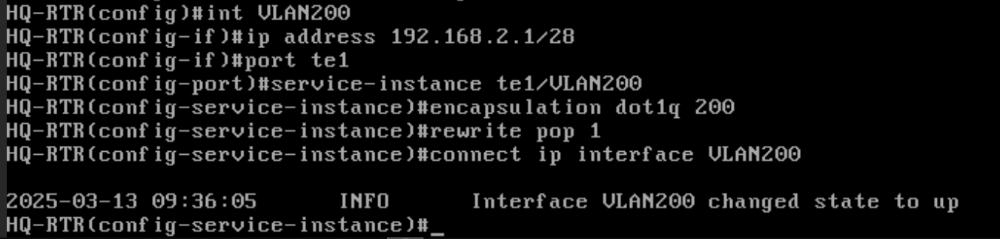 HQ-RTR(config)#int VLAN200
HQ-RTR(config-if)#ip address 192.168.2.1/28
HQ-RTR(config-if)#port te1
HQ-RTR(config-port)#service-instance te1/VLAN200
HQ-RTR(config-service-instance)#encapsulation dot1q 200
HQ-RTR(config-service-instance)#rewrite pop 1
HQ-RTR(config-service-instance)#connect ip interface VLAN200
2025-03-13 09:36:05 INFO Interface VLAN200 changed state to up
HQ-RTR(config-service-instance)#_